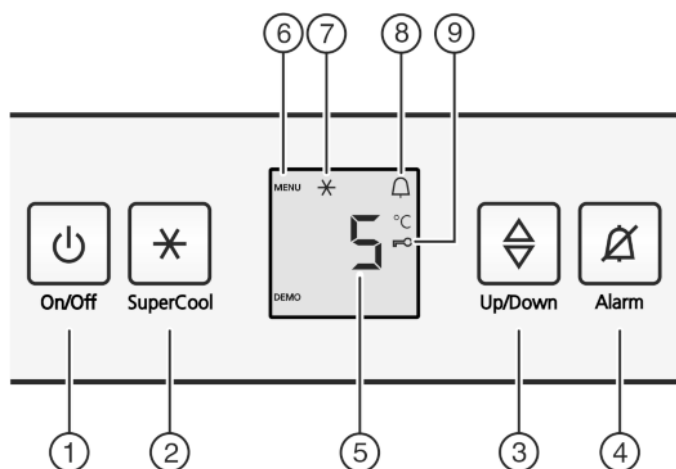 6 7 8 9
MENU
°C
5
DEMO
On/Off SuperCool Up/Down Alarm
1 2 5 3 4